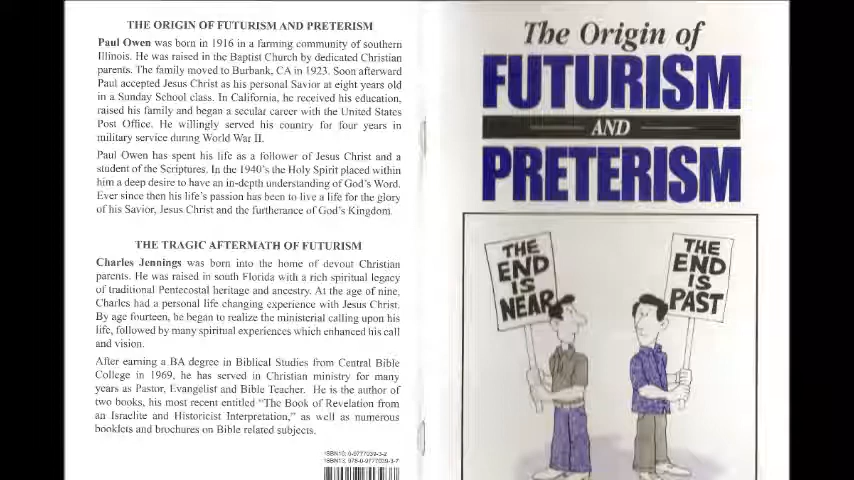 THE ORIGIN OF FUTURISM AND PRETERISM
Paul Owen was born in 1916 in a farming community of southern
Illinois. He was raised in the Baptist Church by dedicated Christian
parents. The family moved to Burbank, CA in 1923. Soon afterward
Paul accepted Jesus Christ as his personal Savior at eight years old
in a Sunday School class. In California, he received his education,
raised his family and began a secular career with the United States
Post Office. He willingly served his country for four years in
military service during World War II.
Paul Owen has spent his life as a follower of Jesus Christ and a
student of the Scriptures. In the 1940's the Holy Spirit placed within
him a deep desire to have an in-depth understanding of God's Word.
Ever since then his life's passion has been to live a life for the glory
of his Savior, Jesus Christ and the furtherance of God's Kingdom.
THE TRAGIC AFTERMATH OF FUTURISM
Charles Jennings was born into the home of devout Christian
parents. He was raised in south Florida with a rich spiritual legacy
of traditional Pentecostal heritage and ancestry. At the age of nine,
Charles had a personal life changing experience with Jesus Christ.
By age fourteen, he began to realize the ministerial calling upon his
life, followed by many spiritual experiences which enhanced his call
and vision.
After earning a BA degree in Biblical Studies from Central Bible
College in 1969, he has served in Christian ministry for many
years as Pastor, Evangelist and Bible Teacher. He is the author of
two books, his most recent entitled "The Book of Revelation from
an Israelite and Historicist Interpretation," as well as numerous
booklets and brochures on Bible related subjects.
The Origin of
FUTURISM
AND
PRETERISM
THE
END
IS
NEAR
THE
END
IS
PAST